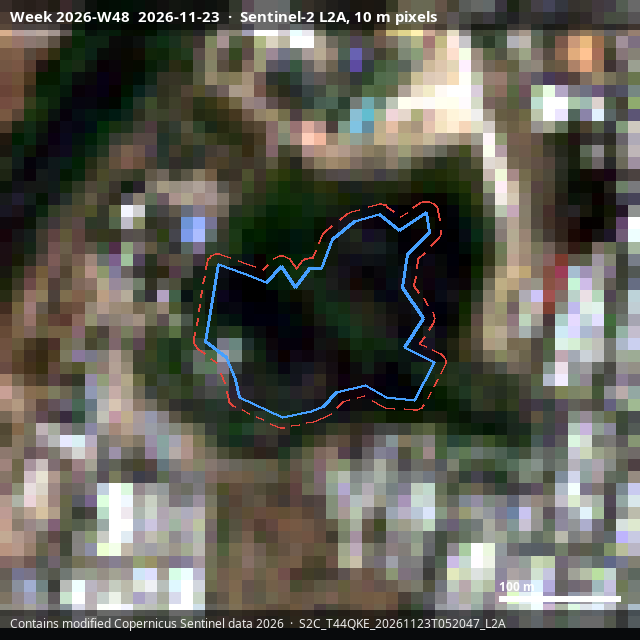 Week 2026-W48  2026-11-23  ·  Sentinel-2 L2A, 10 m pixels
100 m
Contains modified Copernicus Sentinel data 2026  ·  S2C_T44QKE_20261123T052047_L2A